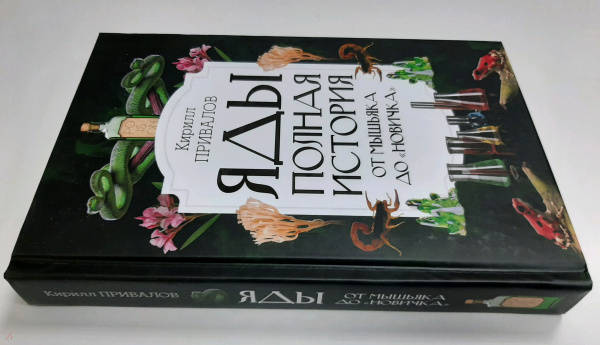 Кирилл
ПРИВАЛОВ
ЯДЫ
ПОЛНАЯ
ИСТОРИЯ
ОТ МЫШЬЯКА
ДО «НОВИЧКА»
Кирилл ПРИВАЛОВ
ЯДЫ
ОТ МЫШЬЯКА
ДО «НОВИЧКА»